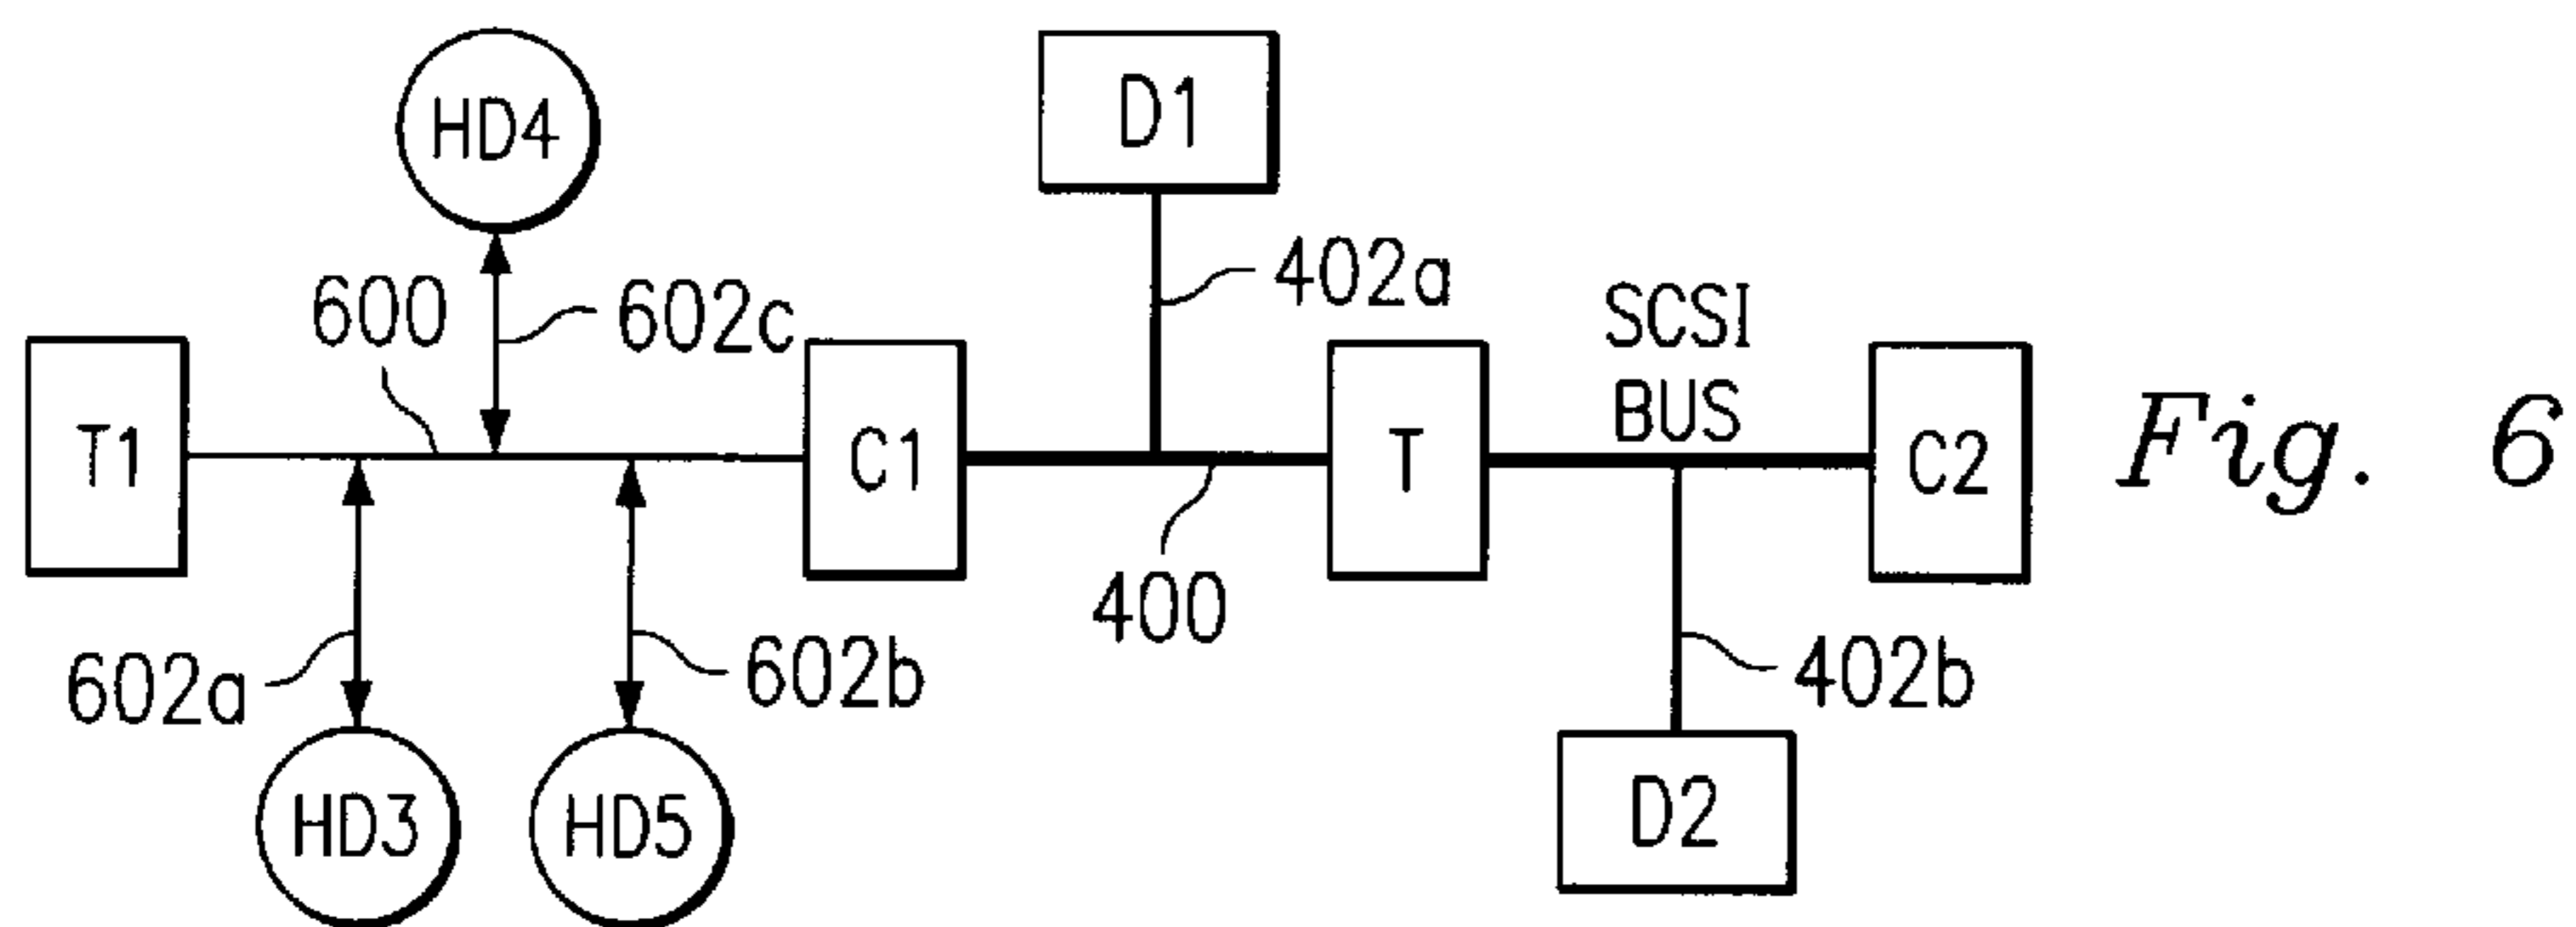 HD4
D1
600
602c
402a
SCSI
BUS
T1
C1
T
C2
Fig. 6
602a
602b
400
402b
HD3
HD5
D2